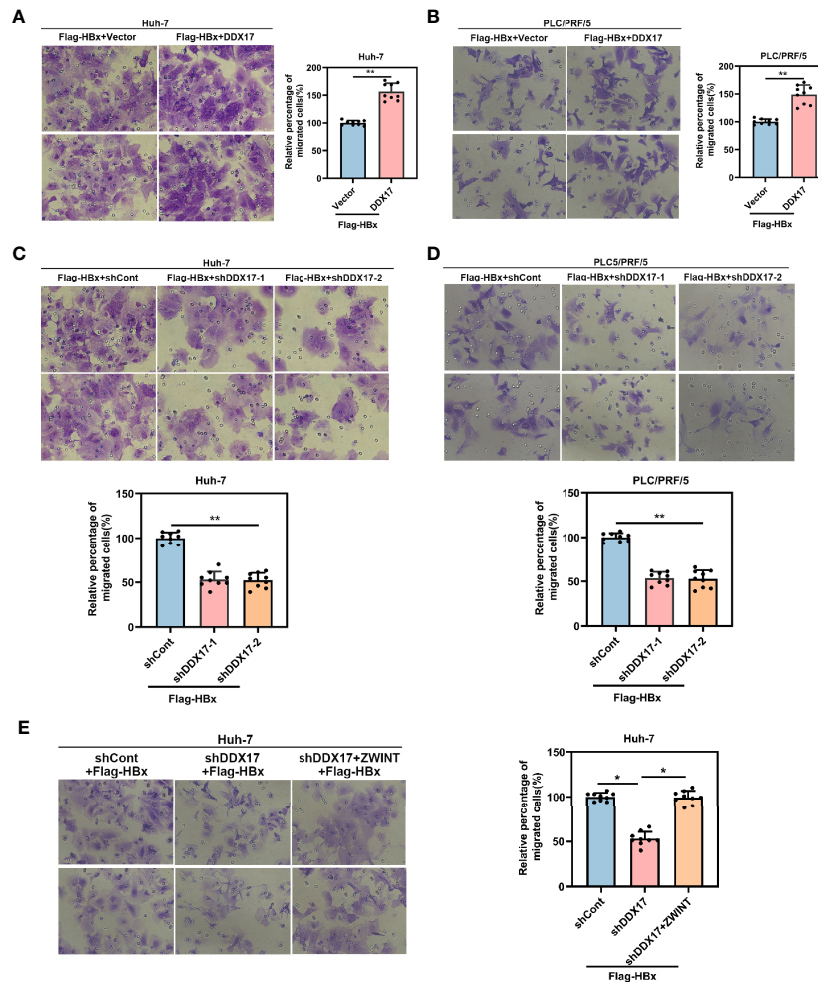 A
Huh-7
Flag-HBx+Vector Flag-HBx+DDX17
Huh-7
Relative percentage of
migrated cells(%)
200
150
100
50
0
**
Vector
DDX17
Flag-HBx
B
PLC/PRF/5
Flag-HBx+Vector Flag-HBx+DDX17
PLC/PRF/5
Relative percentage of
migrated cells(%)
200
150
100
50
0
**
Vector
DDX17
Flag-HBx
C
Huh-7
Flag-HBx+shCont Flag-HBx+shDDX17-1 Flag-HBx+shDDX17-2
Huh-7
Relative percentage of
migrated cells(%)
150
100
50
0
**
shCont
shDDX17-1
shDDX17-2
Flag-HBx
D
PLC5/PRF/5
Flag-HBx+shCont Flag-HBx+shDDX17-1 Flag-HBx+shDDX17-2
PLC/PRF/5
Relative percentage of
migrated cells(%)
150
100
50
0
**
shCont
shDDX17-1
shDDX17-2
Flag-HBx
E
Huh-7
shCont shDDX17 shDDX17+ZWINT
+Flag-HBx +Flag-HBx +Flag-HBx
Huh-7
Relative percentage of
migrated cells(%)
150
100
50
0
* *
shCont
shDDX17
shDDX17+ZWINT
Flag-HBx